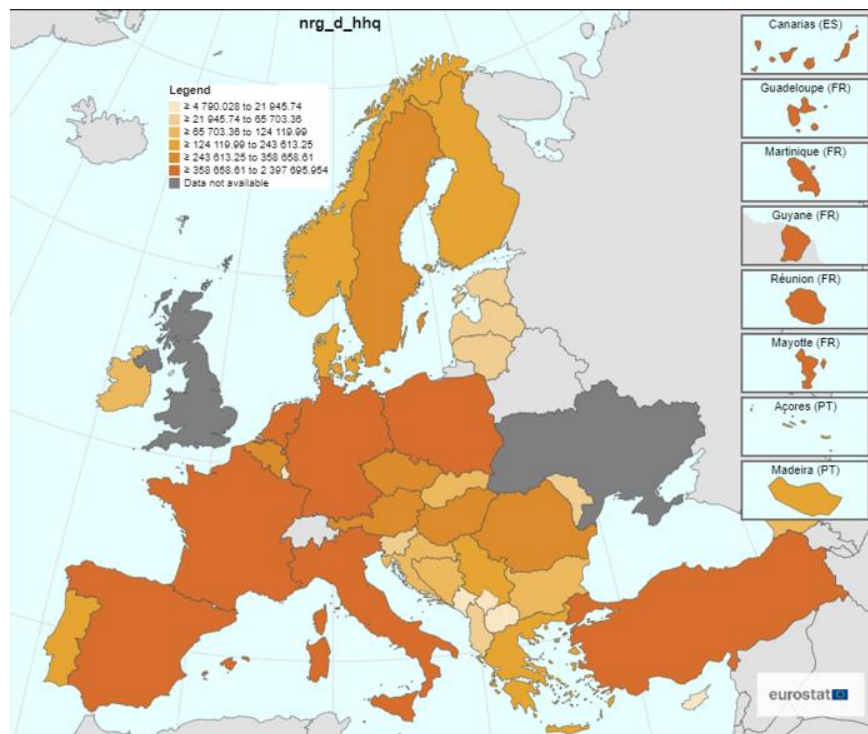 nrg_d_hhq
Legend
≥ 4 790.028 to 21 945.74
≥ 21 945.74 to 65 703.36
≥ 65 703.36 to 124 119.99
≥ 124 119.99 to 243 613.25
≥ 243 613.25 to 358 658.61
≥ 358 658.61 to 2 397 695.954
Data not available
Canarias (ES)
Guadeloupe (FR)
Martinique (FR)
Guyane (FR)
Réunion (FR)
Mayotte (FR)
Açores (PT)
Madeira (PT)
eurostat